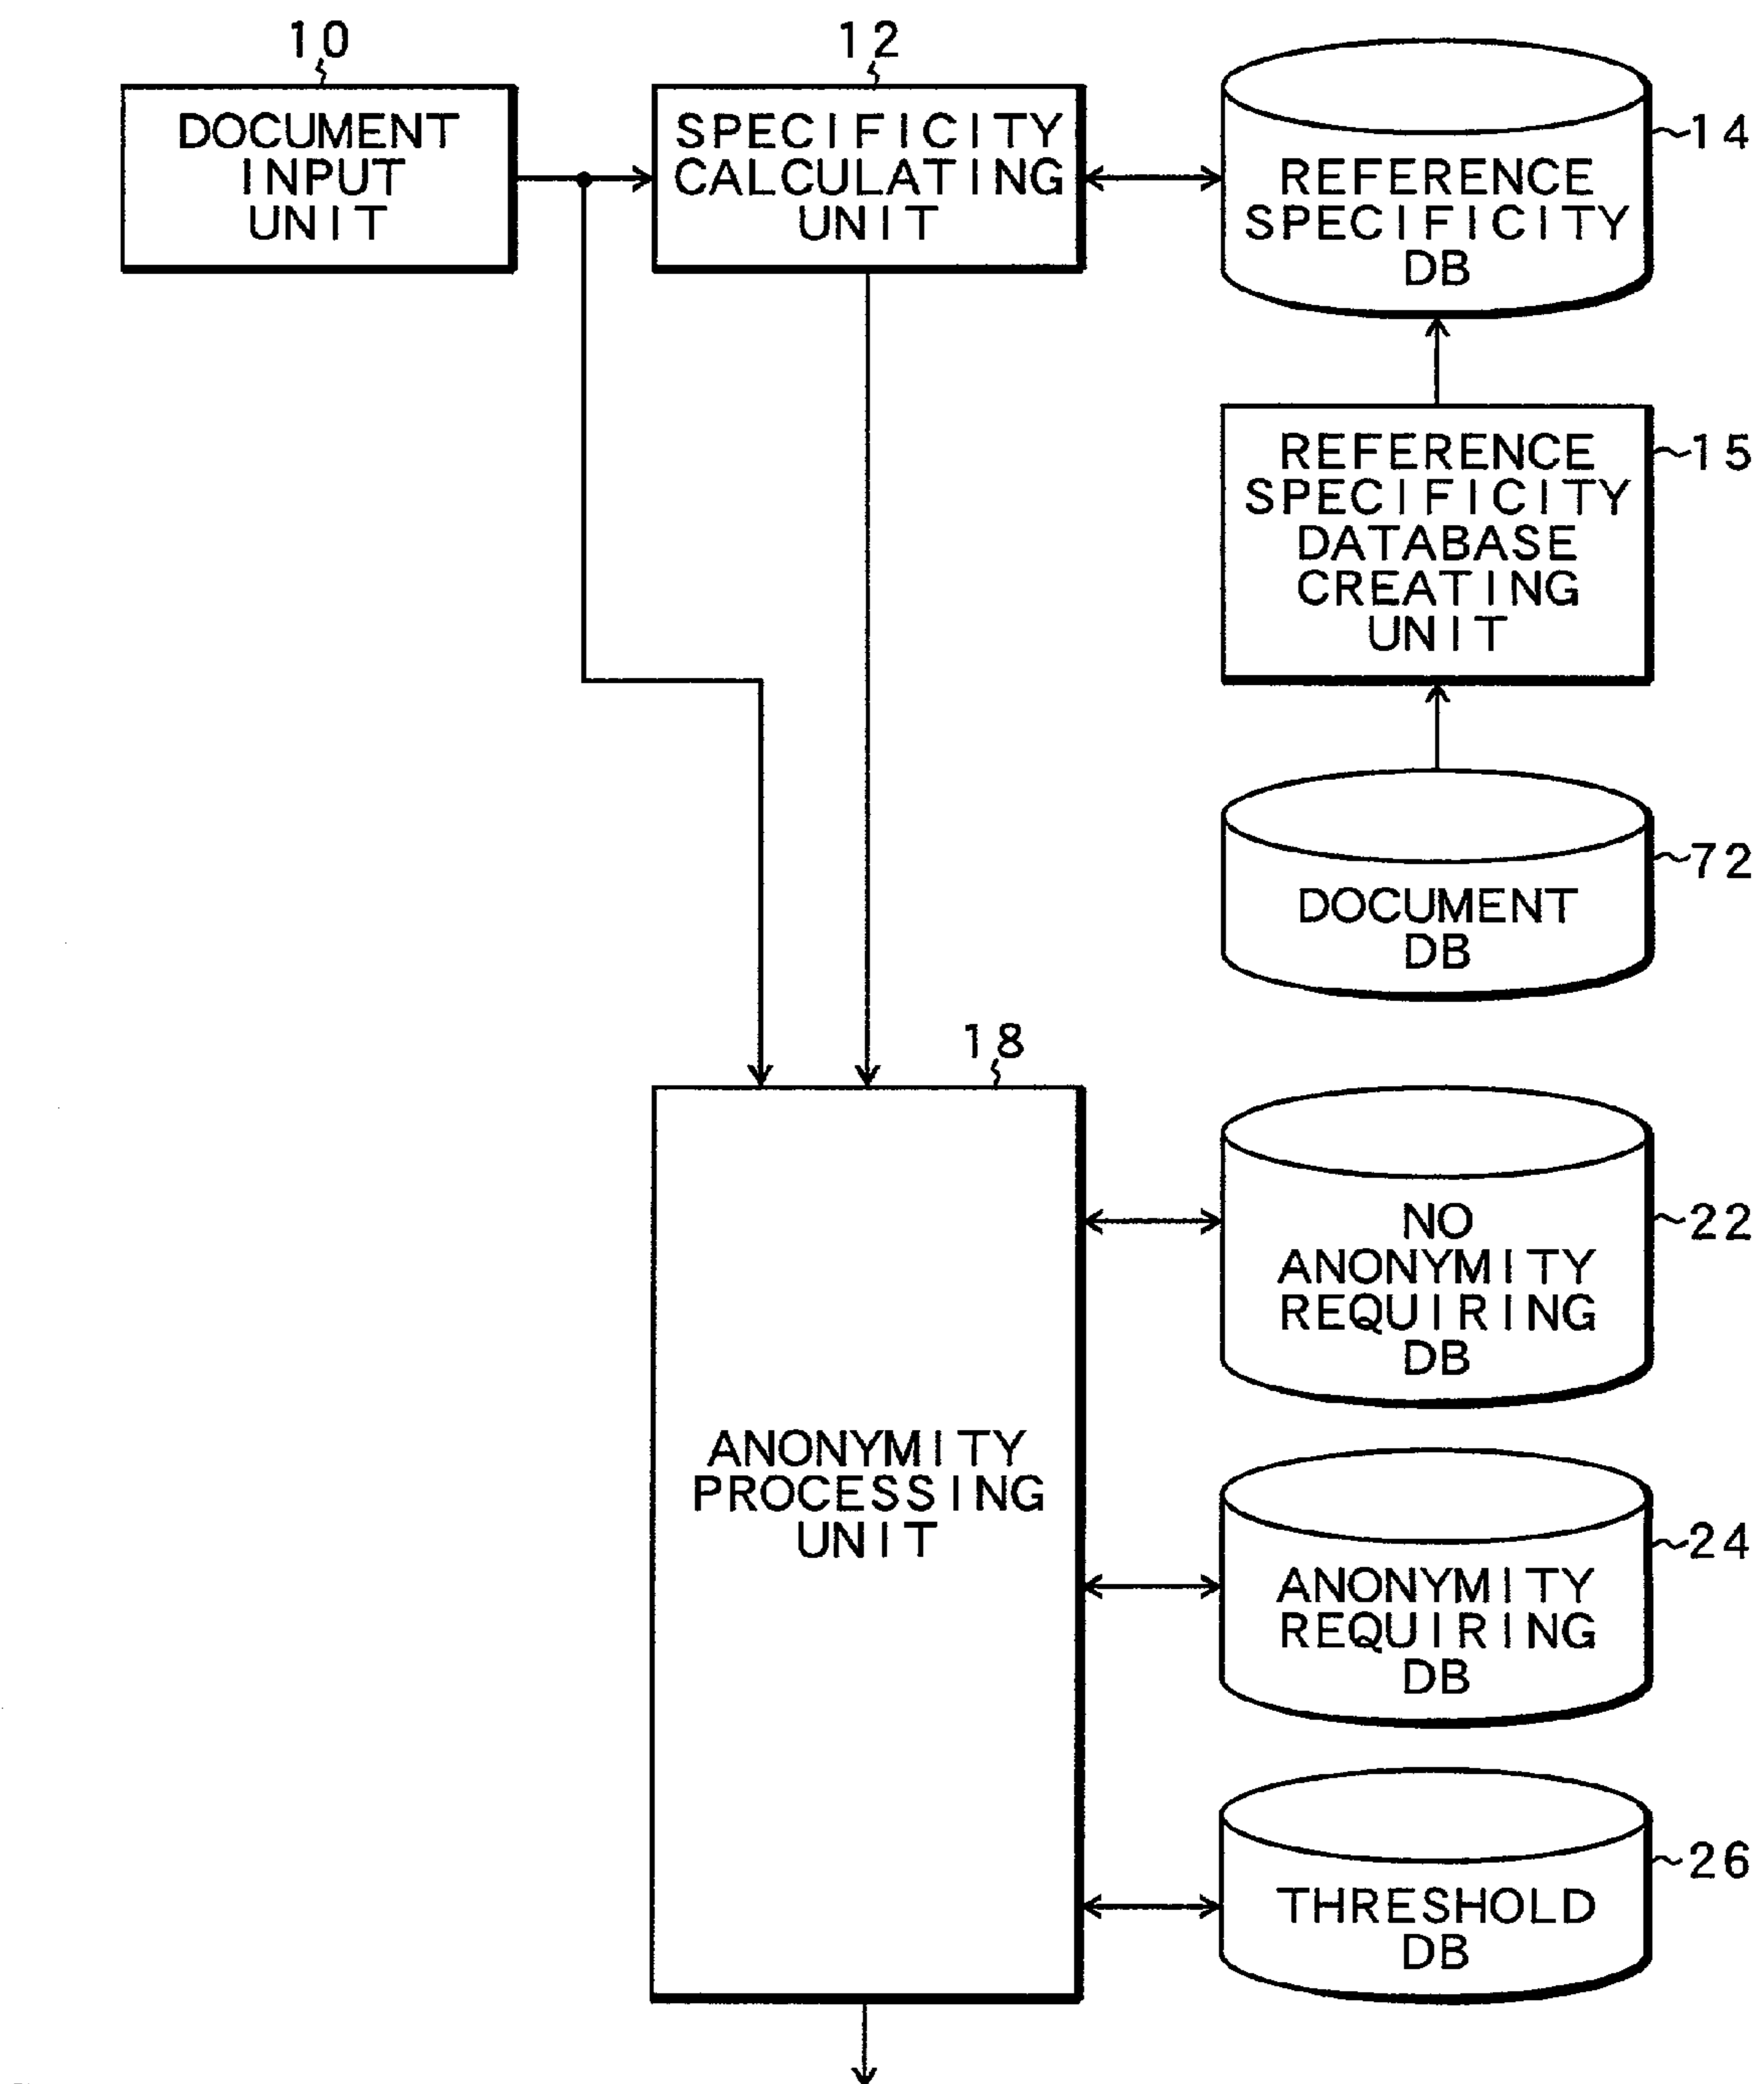 10
DOCUMENT
INPUT
UNIT
12
SPECIFICITY
CALCULATING
UNIT
14
REFERENCE
SPECIFICITY
DB
15
REFERENCE
SPECIFICITY
DATABASE
CREATING
UNIT
72
DOCUMENT
DB
18
ANONYMITY
PROCESSING
UNIT
22
NO
ANONYMITY
REQUIRING
DB
24
ANONYMITY
REQUIRING
DB
26
THRESHOLD
DB